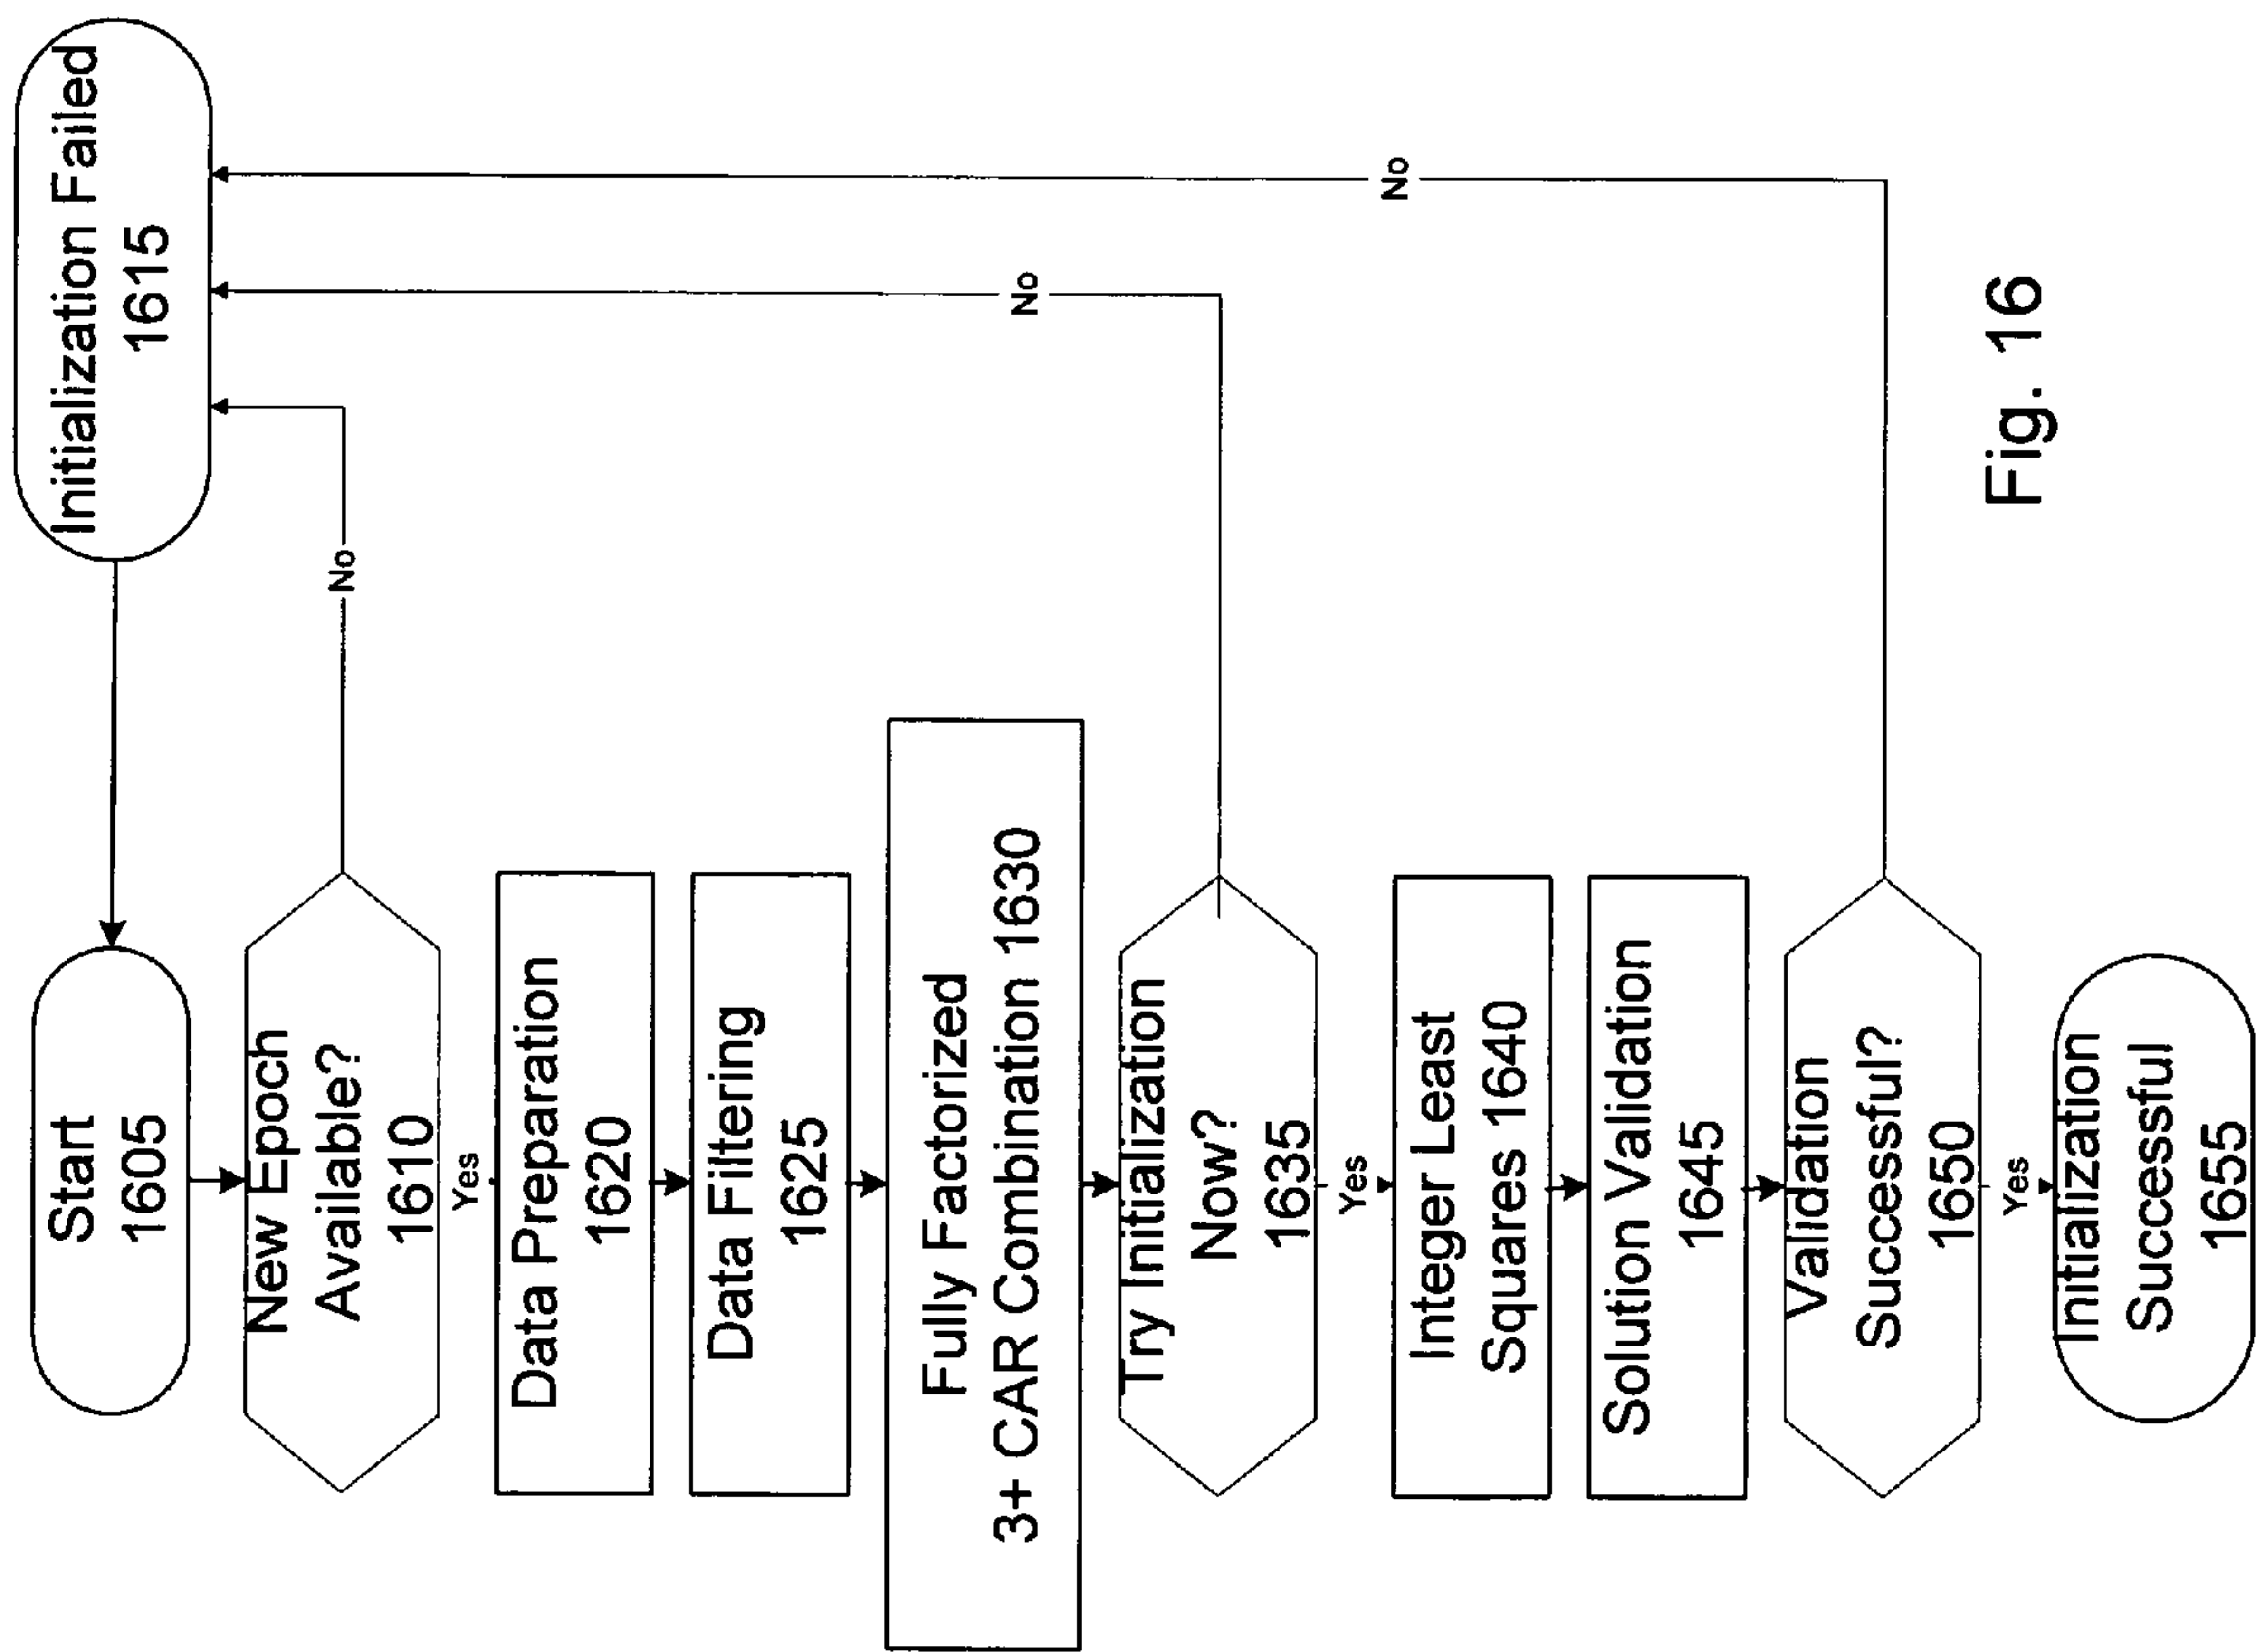 Start
1605
Initialization Failed
1615
New Epoch
Available?
1610
No
Yes
Data Preparation
1620
Data Filtering
1625
Fully Factorized
3+ CAR Combination 1630
Try Initialization
Now?
1635
No
Yes
Integer Least
Squares 1640
Solution Validation
1645
Validation
Successful?
1650
No
Yes
Initialization
Successful
1655
Fig. 16